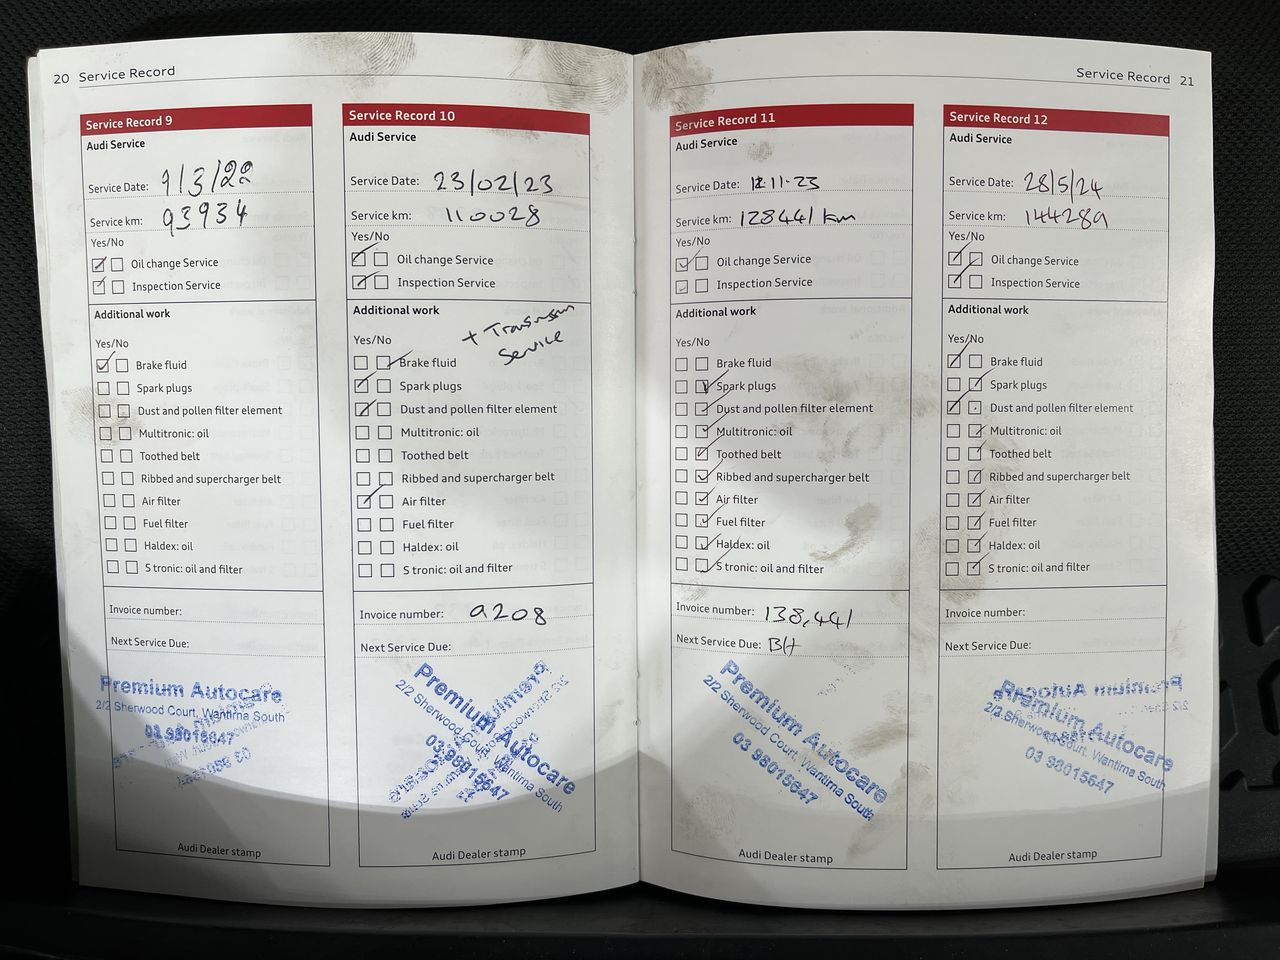 20 Service Record
Service Record 9
Audi Service
Service Date: 9/3/22
Service km: 93934
Yes/No
Oil change Service
Inspection Service
Additional work
Yes/No
Brake fluid
Spark plugs
Dust and pollen filter element
Multitronic: oil
Toothed belt
Ribbed and supercharger belt
Air filter
Fuel filter
Haldex: oil
S tronic: oil and filter
Invoice number:
Next Service Due:
Premium Autocare
2/2 Sherwood Court, Wantirna South
03 98015647
Service Record 10
Audi Service
Service Date: 23/02/23
Service km: 110028
Yes/No
Oil change Service
Inspection Service
Additional work
+ Transmission
Service
Yes/No
Brake fluid
Spark plugs
Dust and pollen filter element
Multitronic: oil
Toothed belt
Ribbed and supercharger belt
Air filter
Fuel filter
Haldex: oil
S tronic: oil and filter
Invoice number: 9208
Next Service Due:
Premium Autocare
2/2 Sherwood Court, Wantirna South
03 98015647
Audi Dealer stamp
Audi Dealer stamp
Service Record 21
Service Record 11
Audi Service
Service Date: 11-23
Service km: 128441 km
Yes/No
Oil change Service
Inspection Service
Additional work
Yes/No
Brake fluid
Spark plugs
Dust and pollen filter element
Multitronic: oil
Toothed belt
Ribbed and supercharger belt
Air filter
Fuel filter
Haldex: oil
S tronic: oil and filter
Invoice number: 138,441
Next Service Due:
Premium Autocare
2/2 Sherwood Court, Wantirna South
03 98015647
Audi Dealer stamp
Service Record 12
Audi Service
Service Date: 28/5/24
Service km: 144289
Yes/No
Oil change Service
Inspection Service
Additional work
Yes/No
Brake fluid
Spark plugs
Dust and pollen filter element
Multitronic: oil
Toothed belt
Ribbed and supercharger belt
Air filter
Fuel filter
Haldex: oil
S tronic: oil and filter
Invoice number:
Next Service Due:
Premium Autocare
2/2 Sherwood Court, Wantirna South
03 98015647
Audi Dealer stamp